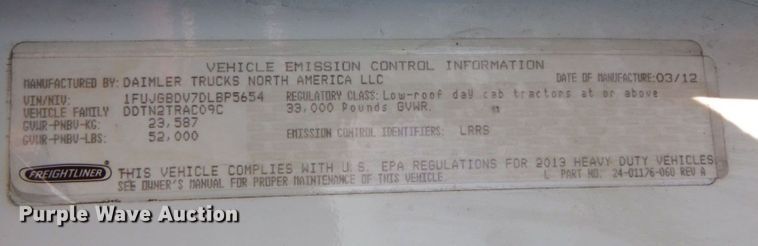 VEHICLE EMISSION CONTROL INFORMATION
MANUFACTURED BY: DAIMLER TRUCKS NORTH AMERICA LLC DATE OF MANUFACTURE: 03/12
VIN/NIV: 1FUJGBDV7DLBP5654 REGULATORY CLASS: Low-roof day cab tractors at or above
VEHICLE FAMILY DDTN2TRAC09C 33,000 Pounds GVWR.
GVWR-PNBV-KG: 23,587
GVWR-PNBV-LBS: 52,000 EMISSION CONTROL IDENTIFIERS: LRRS
FREIGHTLINER THIS VEHICLE COMPLIES WITH U.S. EPA REGULATIONS FOR 2013 HEAVY DUTY VEHICLES
SEE OWNER'S MANUAL FOR PROPER MAINTENANCE OF THIS VEHICLE. L PART NO. 24-01176-060 REV A
Purple Wave Auction